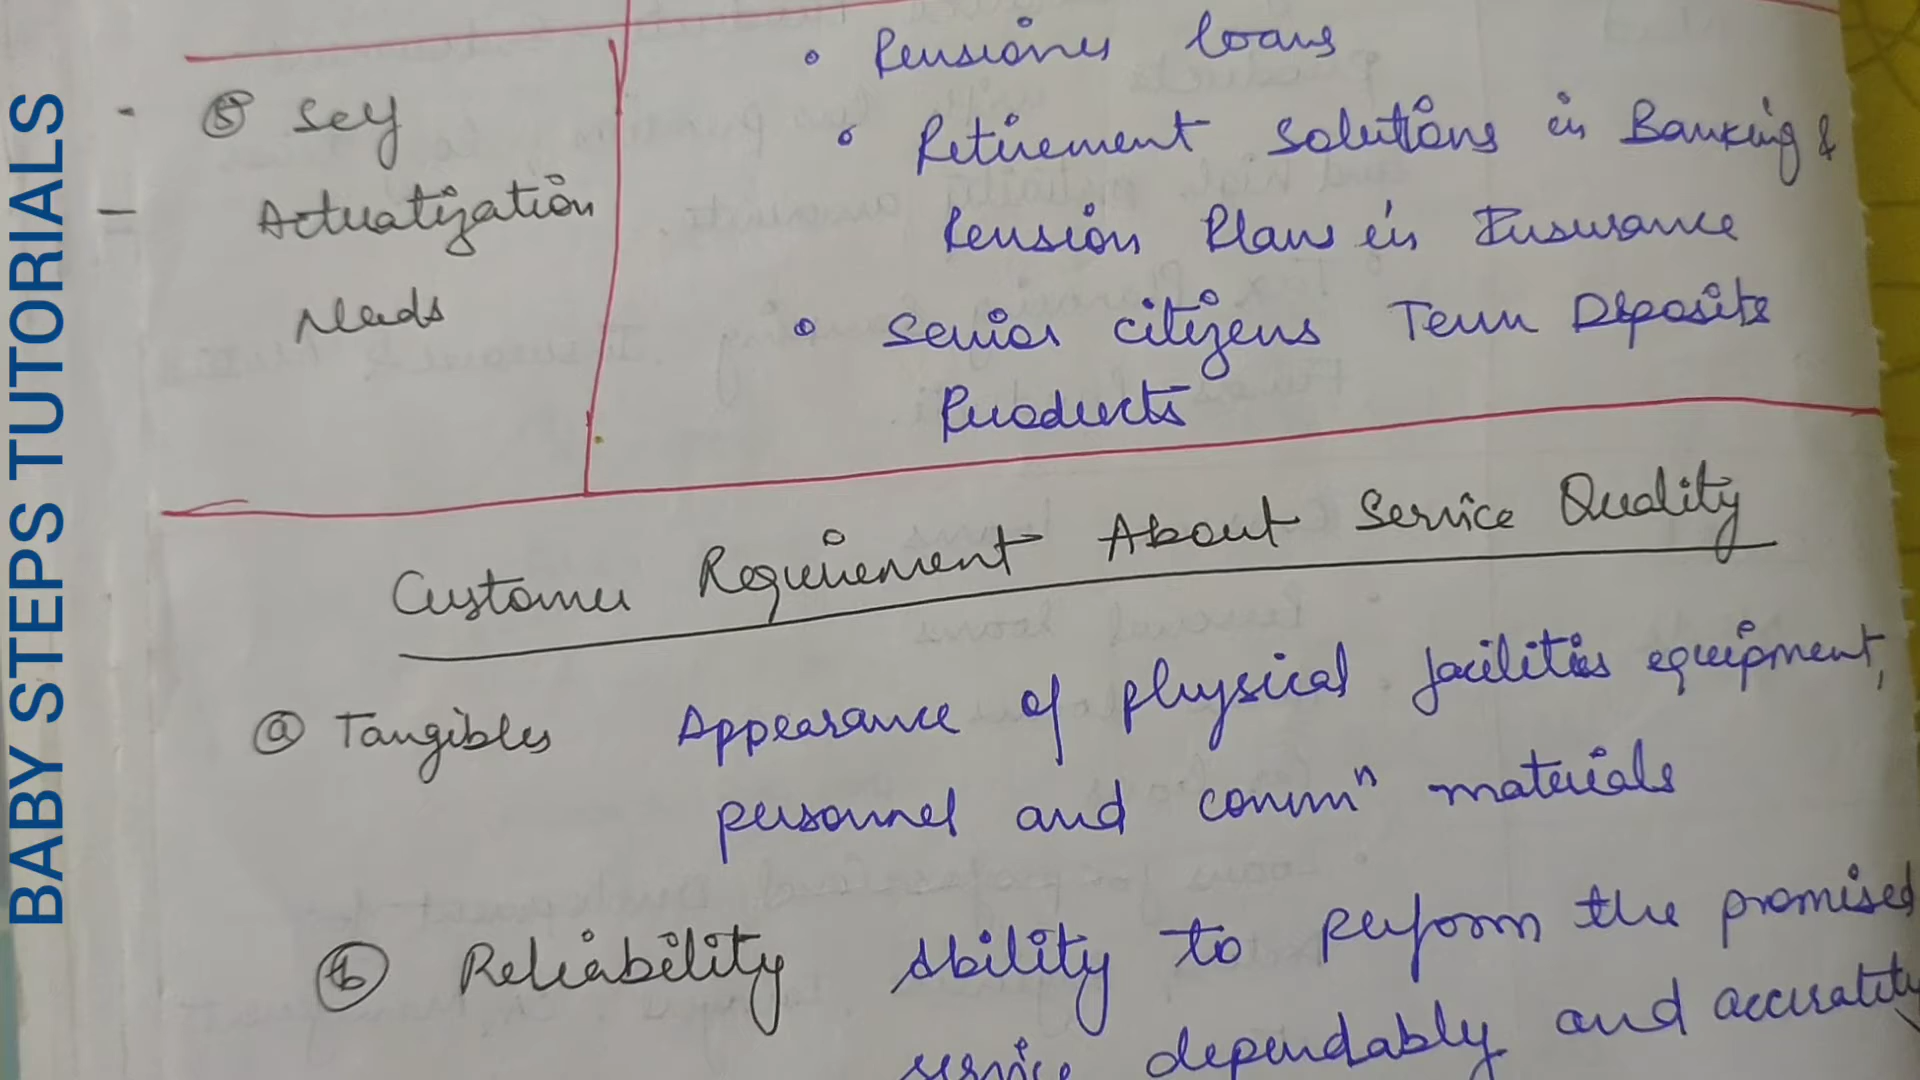 BABY STEPS TUTORIALS
• Pensioners loans
⑤ Self
• Retirement Solutions in Banking &
Actualization
Pension Plans in Insurance
Needs
• Senior citizens Term Deposits
Products
Customer Requirement About Service Quality
ⓐ Tangibles Appearance of physical facilities equipment,
personnel and commⁿ materials
ⓑ Reliability Ability to perform the promised
service dependably and accurately